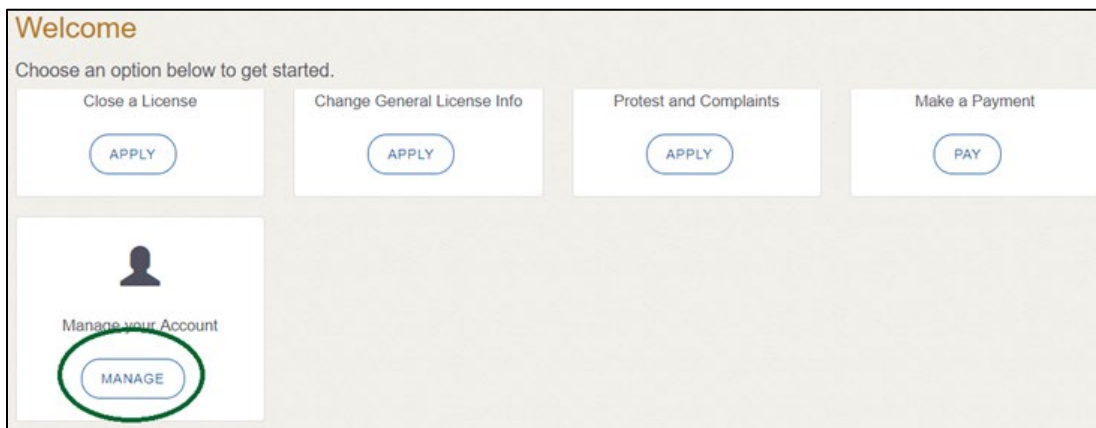 Welcome
Choose an option below to get started.
Close a License
APPLY
Change General License Info
APPLY
Protest and Complaints
APPLY
Make a Payment
PAY
Manage your Account
MANAGE